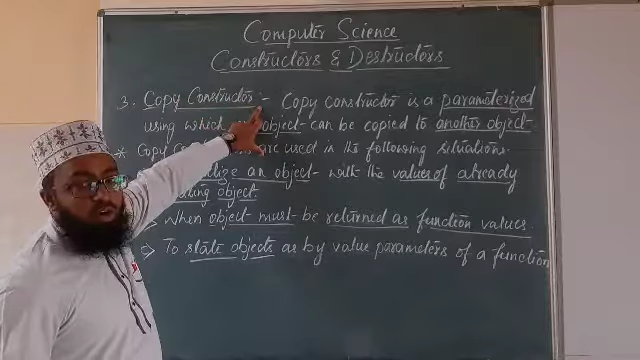 Computer Science
Constructors & Destructors
3. Copy Constructor :- Copy constructor is a parameterized
using which object can be copied to another object.
* Copy are used in the following situations.
an object with the values of already
object.
When object must be returned as function values.
To state objects as by value parameters of a function